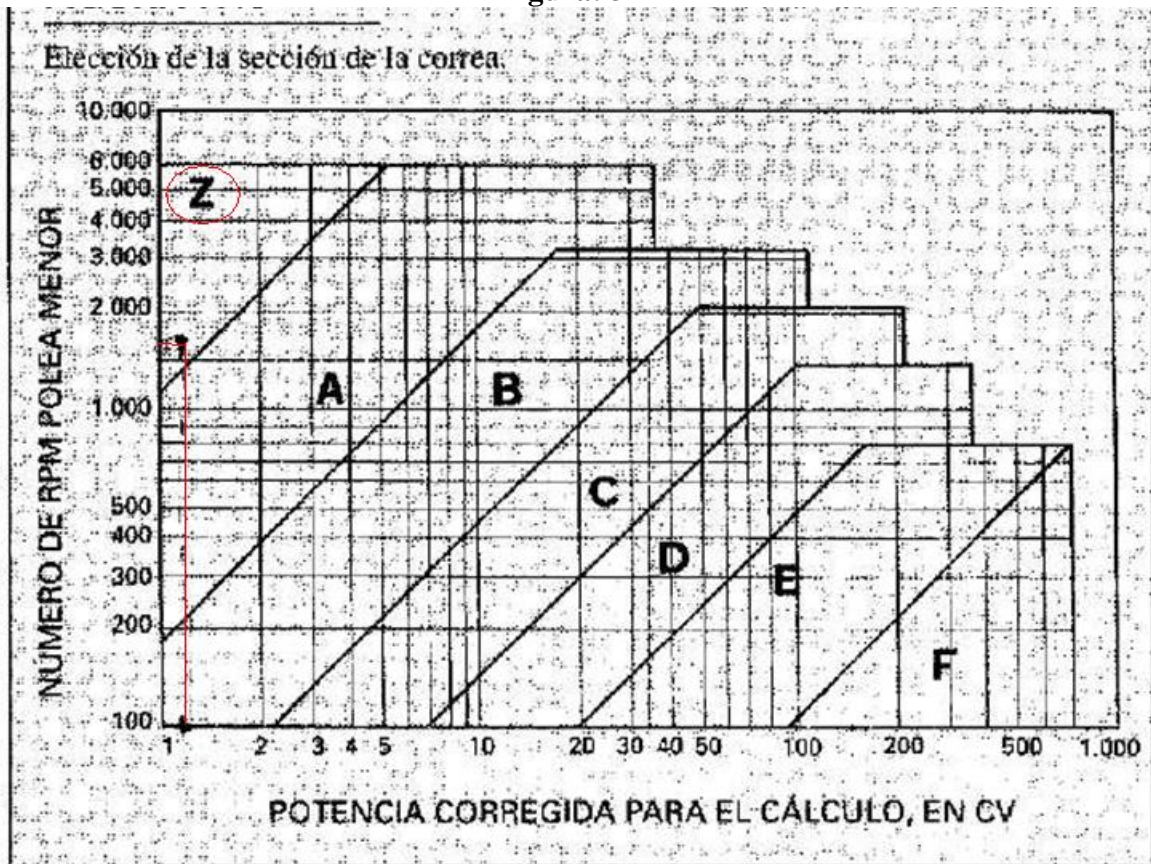 Elección de la sección de la correa.
10.000
6.000
5.000
4.000
3.000
2.000
1.000
500
400
300
200
100
NÚMERO DE RPM POLEA MENOR
Z
A
B
C
D
E
F
1 2 3 4 5 10 20 30 40 50 100 200 500 1.000
POTENCIA CORREGIDA PARA EL CÁLCULO, EN CV